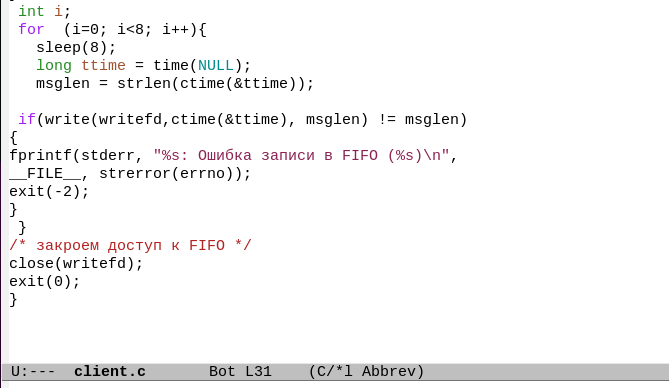 int i;
for  (i=0; i<8; i++){
sleep(8);
long ttime = time(NULL);
msglen = strlen(ctime(&ttime));
if(write(writefd,ctime(&ttime), msglen) != msglen)
{
fprintf(stderr, "%s: Ошибка записи в FIFO (%s)\n",
__FILE__, strerror(errno));
exit(-2);
}
}
/* закроем доступ к FIFO */
close(writefd);
exit(0);
}
U:---  client.c       Bot L31    (C/*l Abbrev)